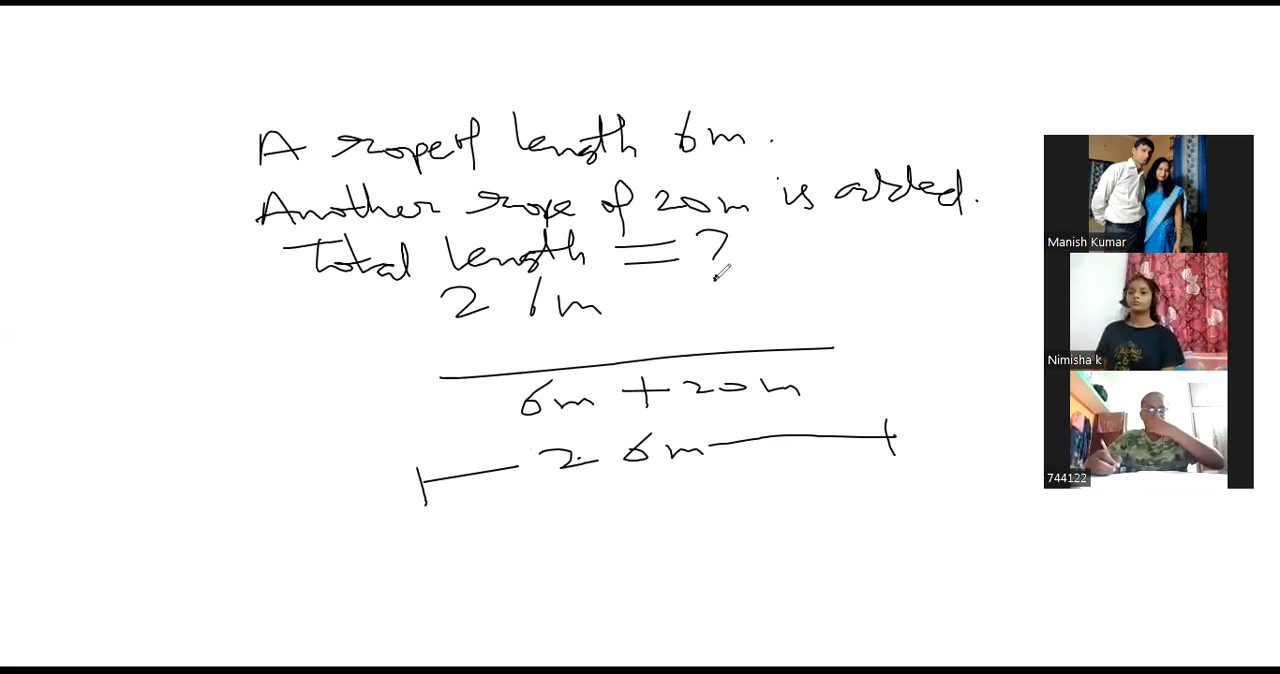 A rope of length 6m.
Another rope of 20m is added.
Total length = ?
26m
6m + 20m
26m
Manish Kumar
Nimisha k
744122